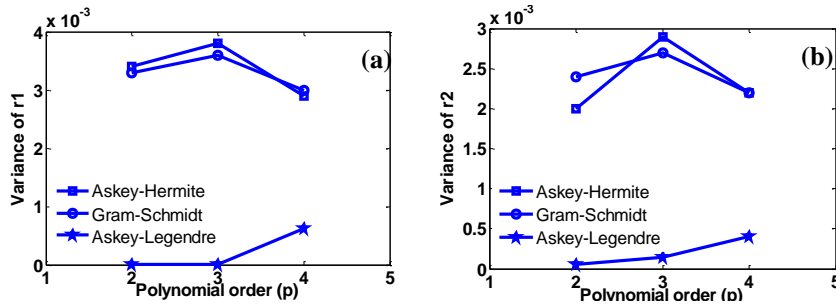 x 10⁻³
4
3
2
1
0
1
2
3
4
5
Variance of r1
Polynomial order (p)
(a)
Askey-Hermite
Gram-Schmidt
Askey-Legendre
x 10⁻³
3
2.5
2
1.5
1
0.5
0
1
2
3
4
5
Variance of r2
Polynomial order (p)
(b)
Askey-Hermite
Gram-Schmidt
Askey-Legendre